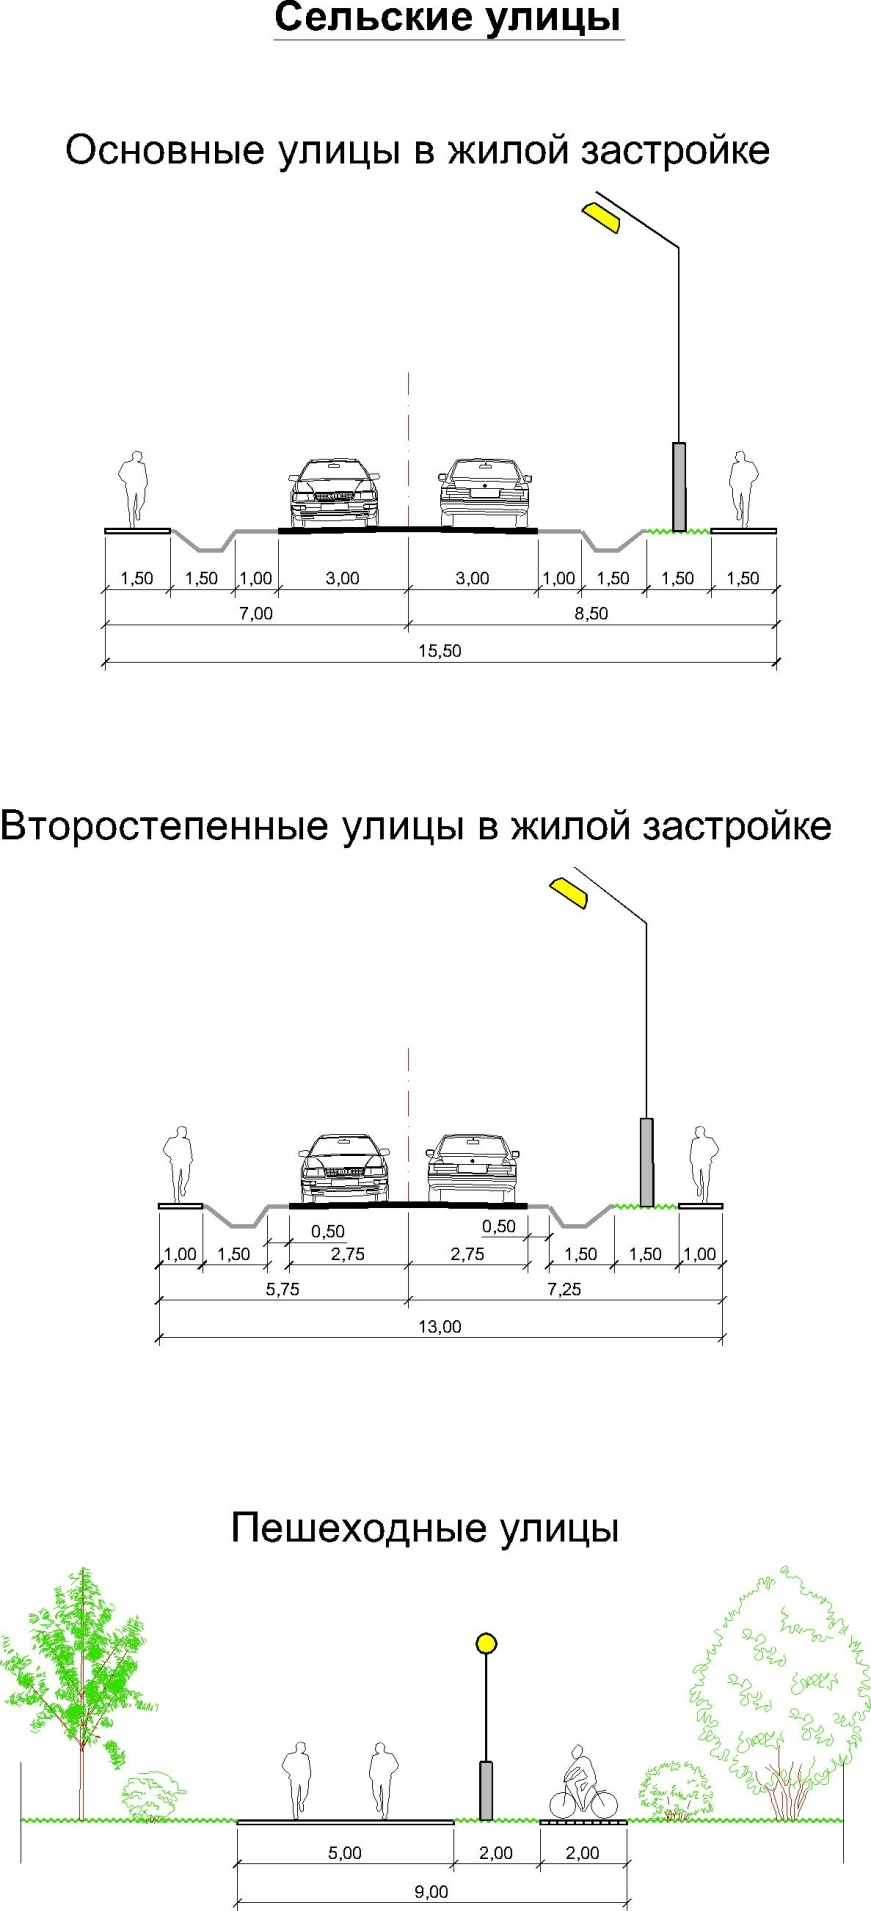 Сельские улицы
Основные улицы в жилой застройке
1,50 1,50 1,00 3,00 3,00 1,00 1,50 1,50 1,50
7,00 8,50
15,50
Второстепенные улицы в жилой застройке
0,50 0,50
1,00 1,50 2,75 2,75 1,50 1,50 1,00
5,75 7,25
13,00
Пешеходные улицы
5,00 2,00 2,00
9,00